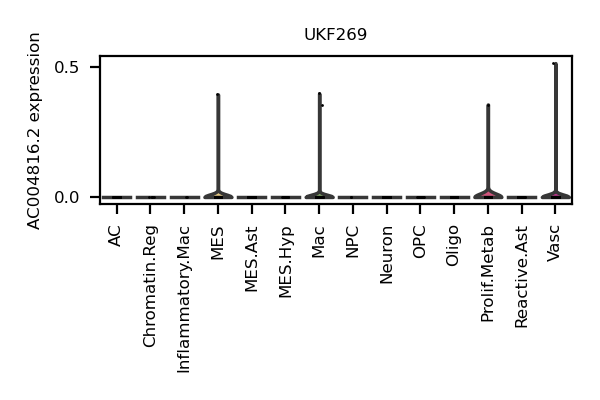 UKF269
AC004816.2 expression
0.5
0.0
AC
Chromatin.Reg
Inflammatory.Mac
MES
MES.Ast
MES.Hyp
Mac
NPC
Neuron
OPC
Oligo
Prolif.Metab
Reactive.Ast
Vasc